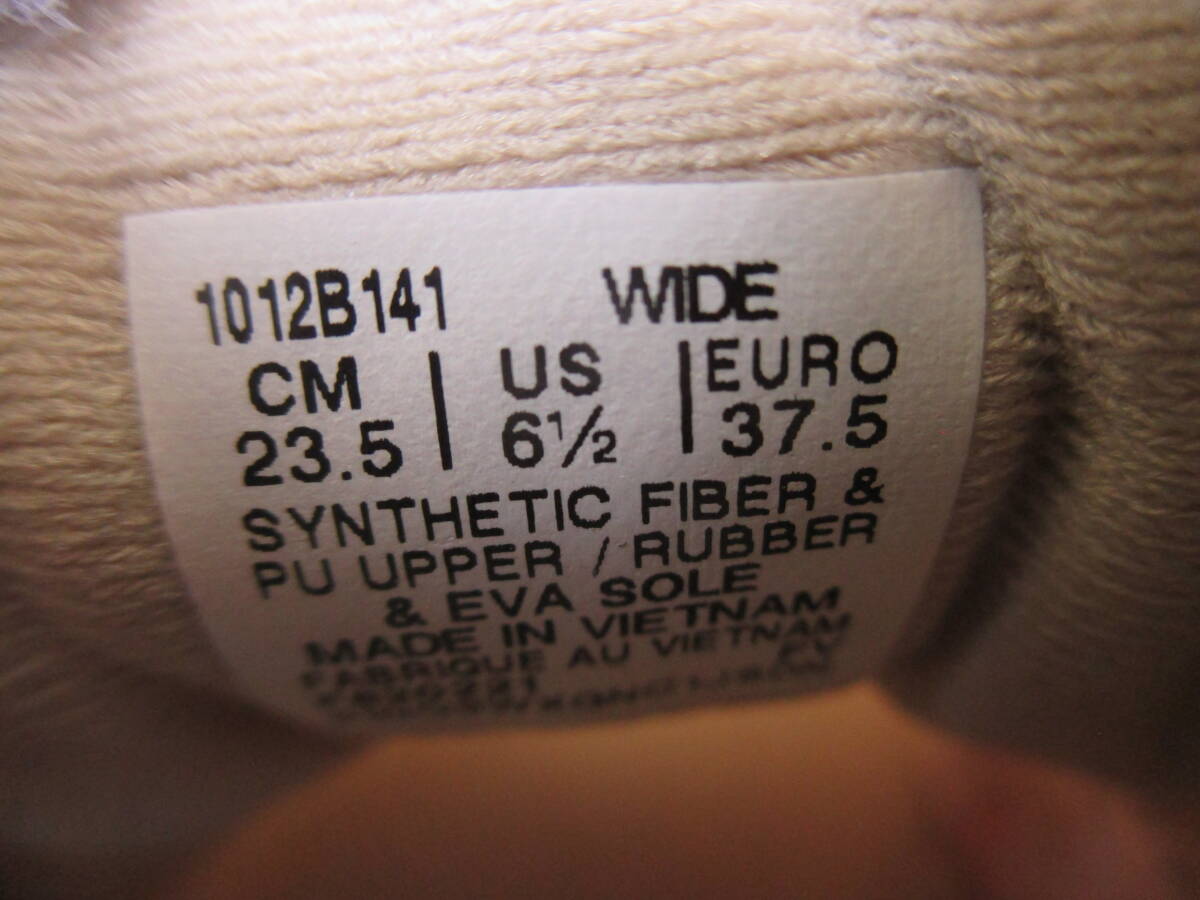 1012B141 WIDE
CM | US | EURO
23.5 | 6½ | 37.5
SYNTHETIC FIBER &
PU UPPER / RUBBER
& EVA SOLE
MADE IN VIETNAM
FABRIQUE AU VIETNAM